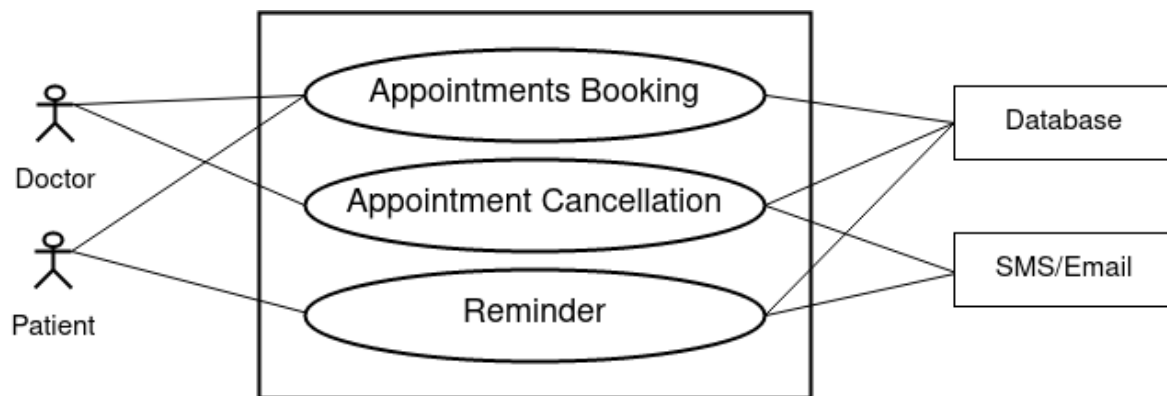 Appointments Booking
Database
Doctor
Appointment Cancellation
SMS/Email
Reminder
Patient